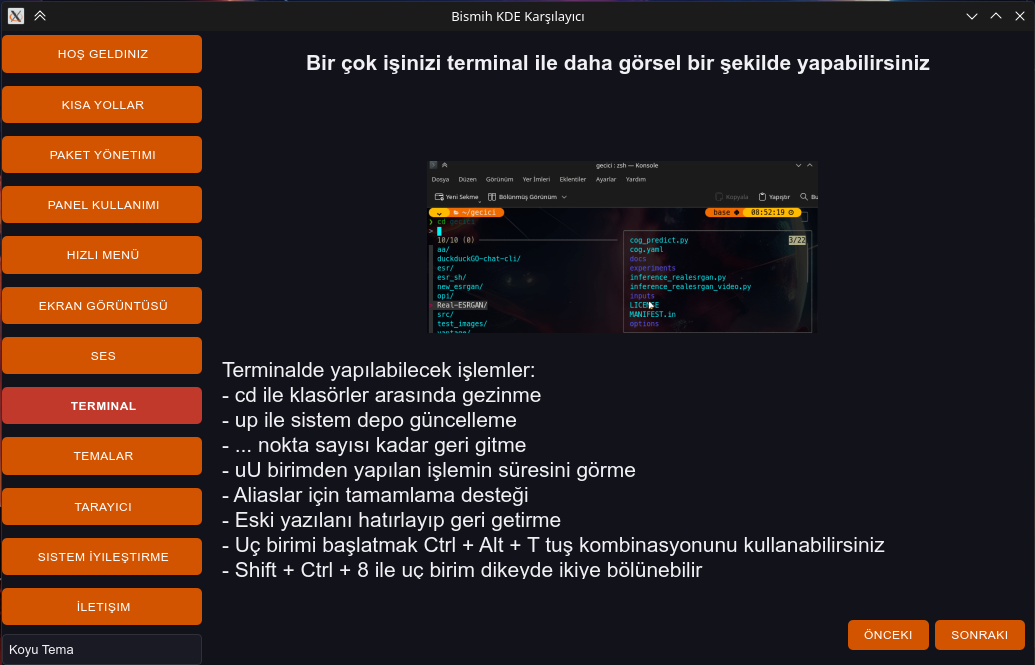 Bismih KDE Karşılayıcı
HOŞ GELDINIZ
KISA YOLLAR
PAKET YÖNETIMI
PANEL KULLANIMI
HIZLI MENÜ
EKRAN GÖRÜNTÜSÜ
SES
TERMINAL
TEMALAR
TARAYICI
SISTEM İYILEŞTIRME
İLETIŞIM
Koyu Tema
Bir çok işinizi terminal ile daha görsel bir şekilde yapabilirsiniz
gecici : zsh — Konsole
Dosya Düzen Görünüm Yer İmleri Eklentiler Ayarlar Yardım
Yeni Sekme Bölünmüş Görünüm Kopyala Yapıştır Bu
~/gecici base 08:52:19
cd
>
10/10 (0)
aa/
duckduckGO-chat-cli/
esr/
esr_sh/
new_esrgan/
opi/
Real-ESRGAN/
src/
test_images/
cog_predict.py 3/22
cog.yaml
docs
experiments
inference_realesrgan.py
inference_realesrgan_video.py
inputs
LICENSE
MANIFEST.in
options
Terminalde yapılabilecek işlemler:
- cd ile klasörler arasında gezinme
- up ile sistem depo güncelleme
- ... nokta sayısı kadar geri gitme
- uU birimden yapılan işlemin süresini görme
- Aliaslar için tamamlama desteği
- Eski yazılanı hatırlayıp geri getirme
- Uç birimi başlatmak Ctrl + Alt + T tuş kombinasyonunu kullanabilirsiniz
- Shift + Ctrl + 8 ile uç birim dikeyde ikiye bölünebilir
ÖNCEKI SONRAKI